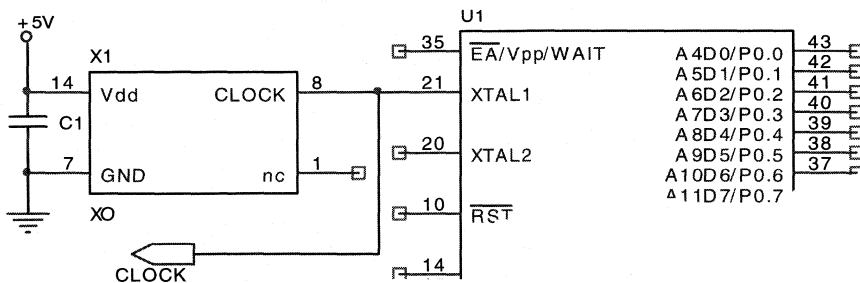 +5V
X1
14 Vdd CLOCK 8
C1
7 GND nc 1
XO
CLOCK
U1
35 EA/Vpp/WAIT
21 XTAL1
20 XTAL2
10 RST
14
A4D0/P0.0 43
A5D1/P0.1 42
A6D2/P0.2 41
A7D3/P0.3 40
A8D4/P0.4 39
A9D5/P0.5 38
A10D6/P0.6 37
A11D7/P0.7